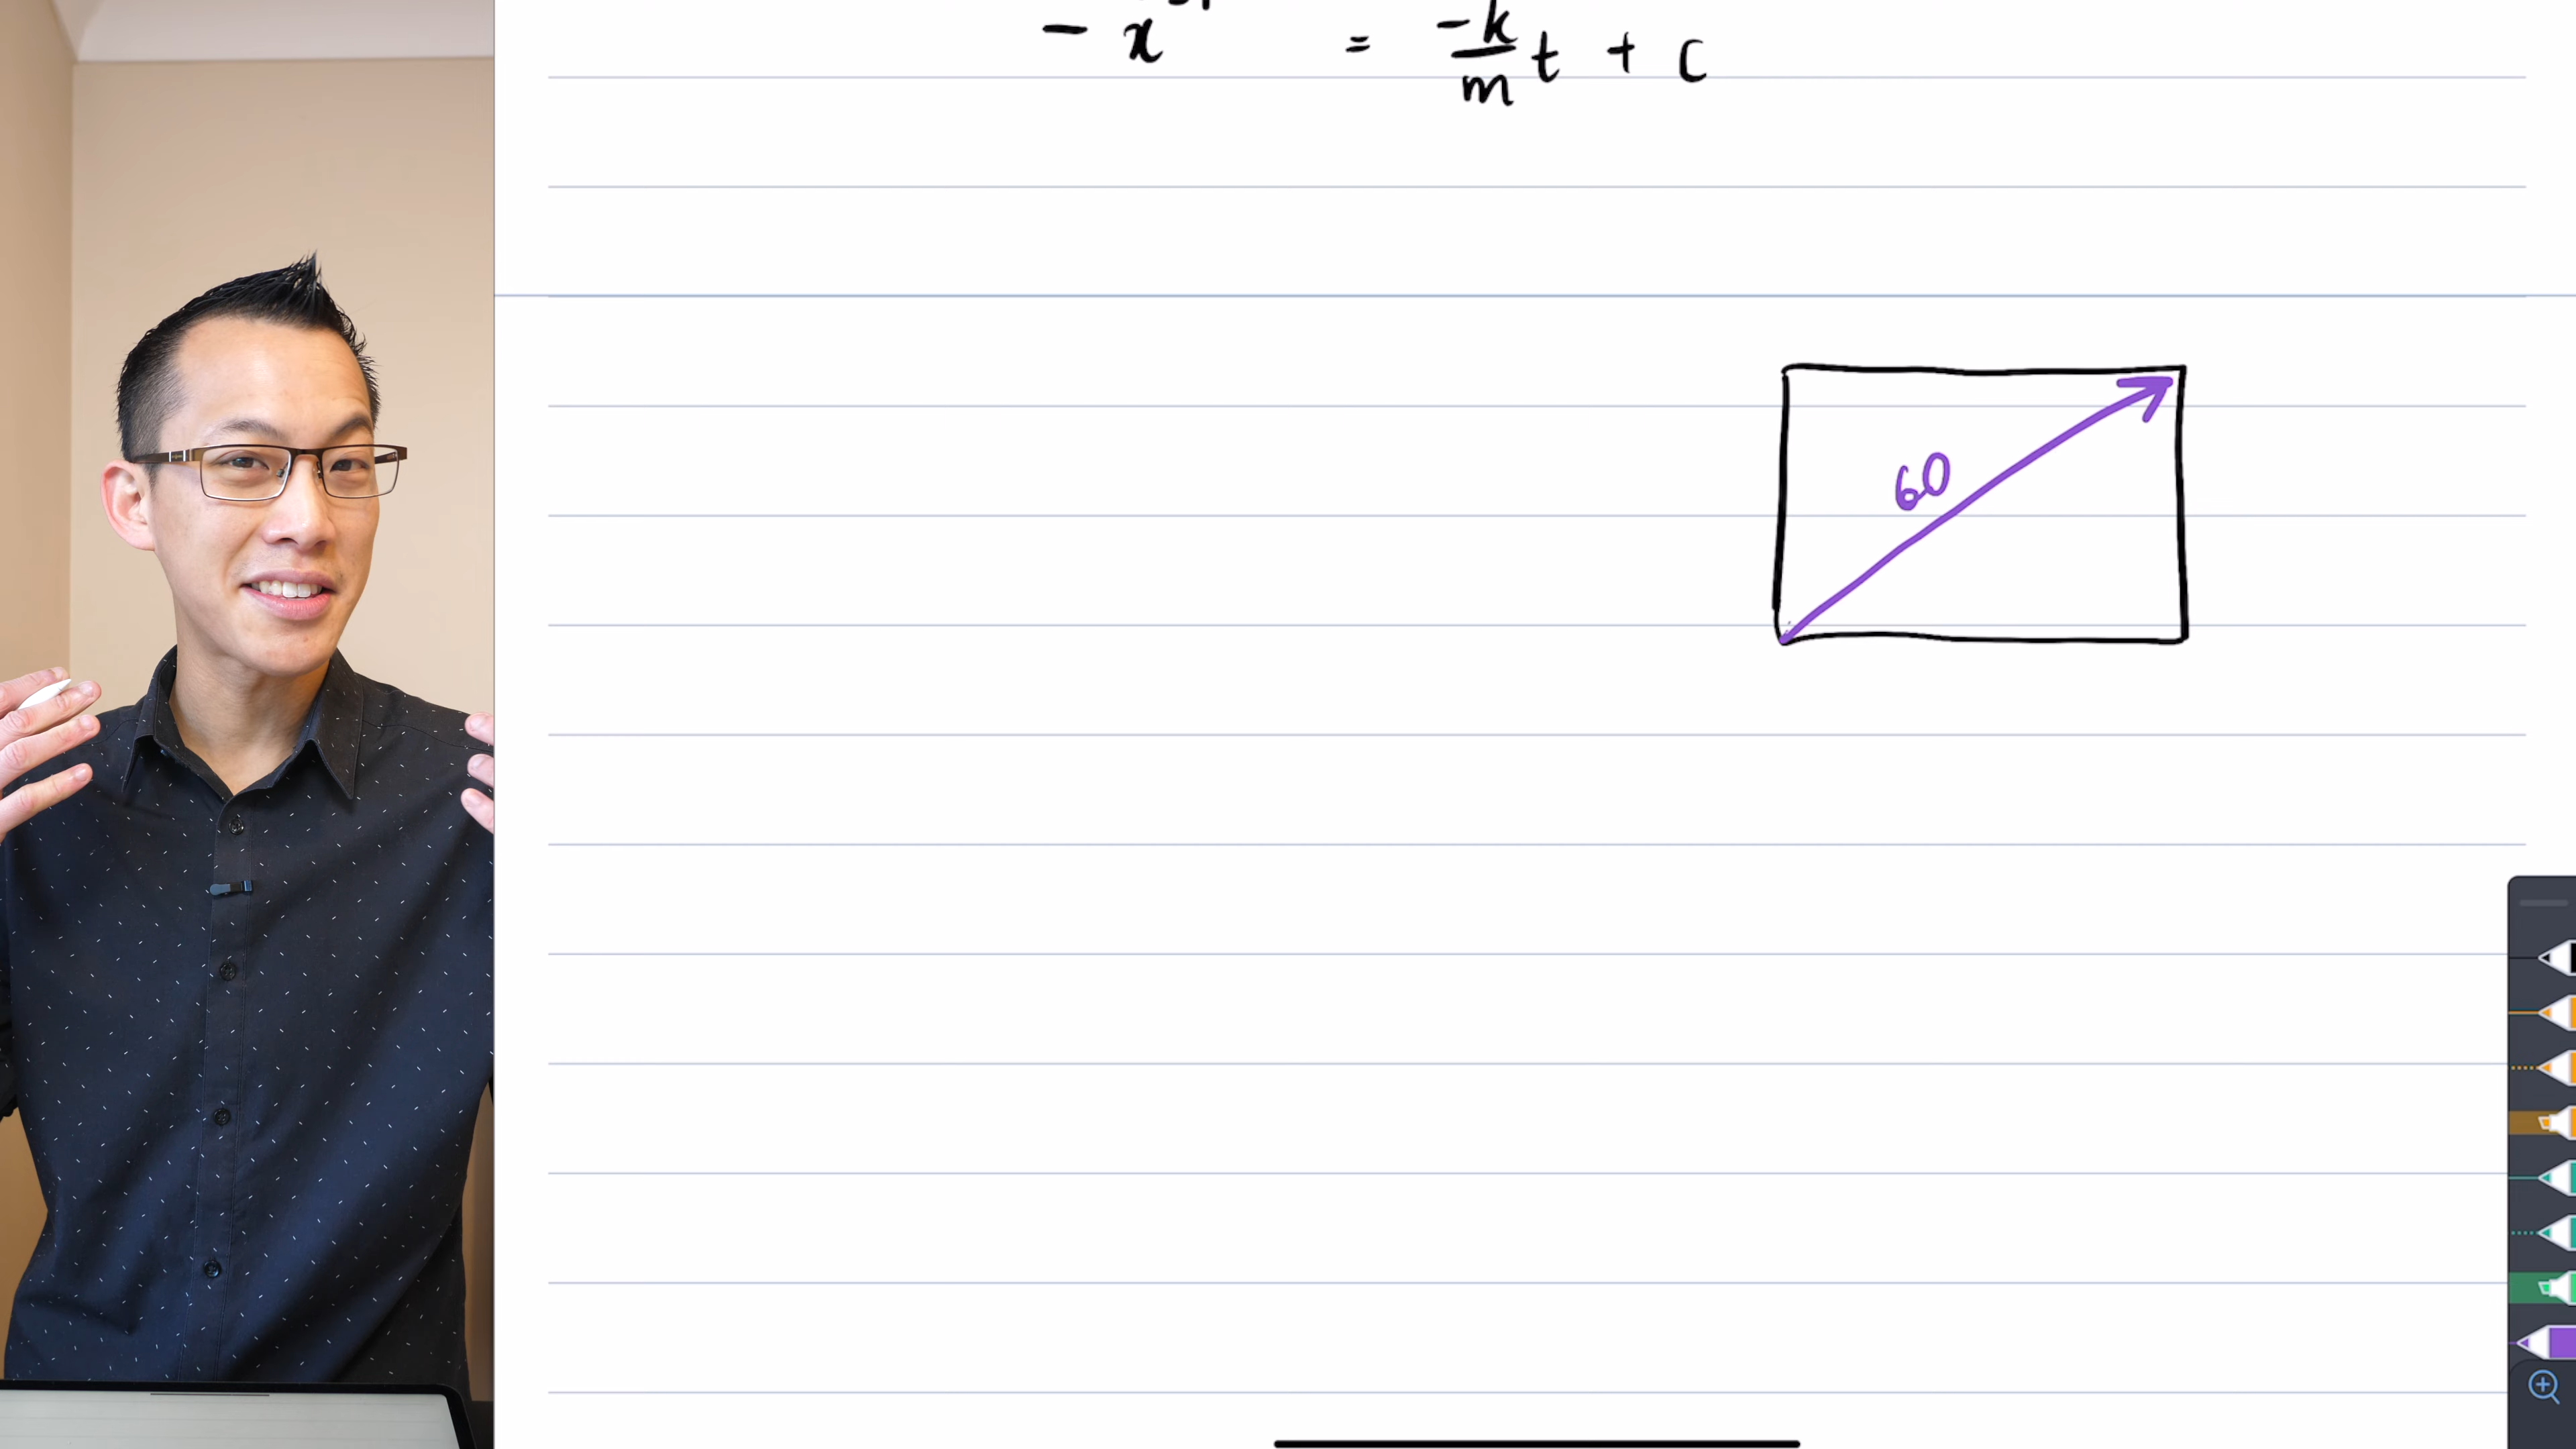 - x = -k/m t + c
60